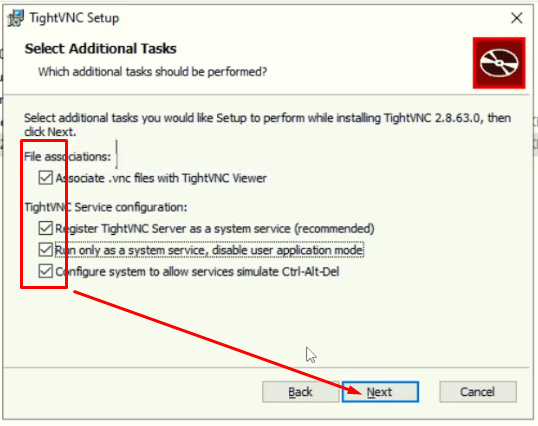 TightVNC Setup
Select Additional Tasks
Which additional tasks should be performed?
Select additional tasks you would like Setup to perform while installing TightVNC 2.8.63.0, then
click Next.
File associations:
Associate .vnc files with TightVNC Viewer
TightVNC Service configuration:
Register TightVNC Server as a system service (recommended)
Run only as a system service, disable user application mode
Configure system to allow services simulate Ctrl-Alt-Del
Back
Next
Cancel